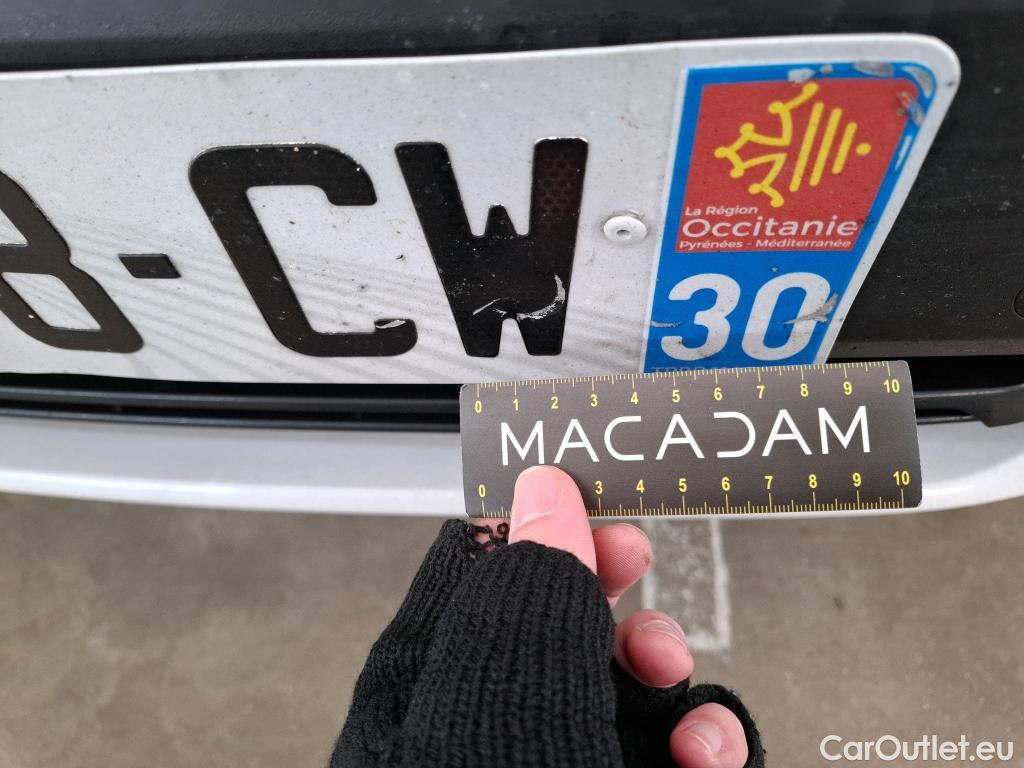 8-CW
La Région
Occitanie
Pyrénées - Méditerranée
30
0 1 2 3 4 5 6 7 8 9 10
MACADAM
0 3 4 5 6 7 8 9 10
CarOutlet.eu